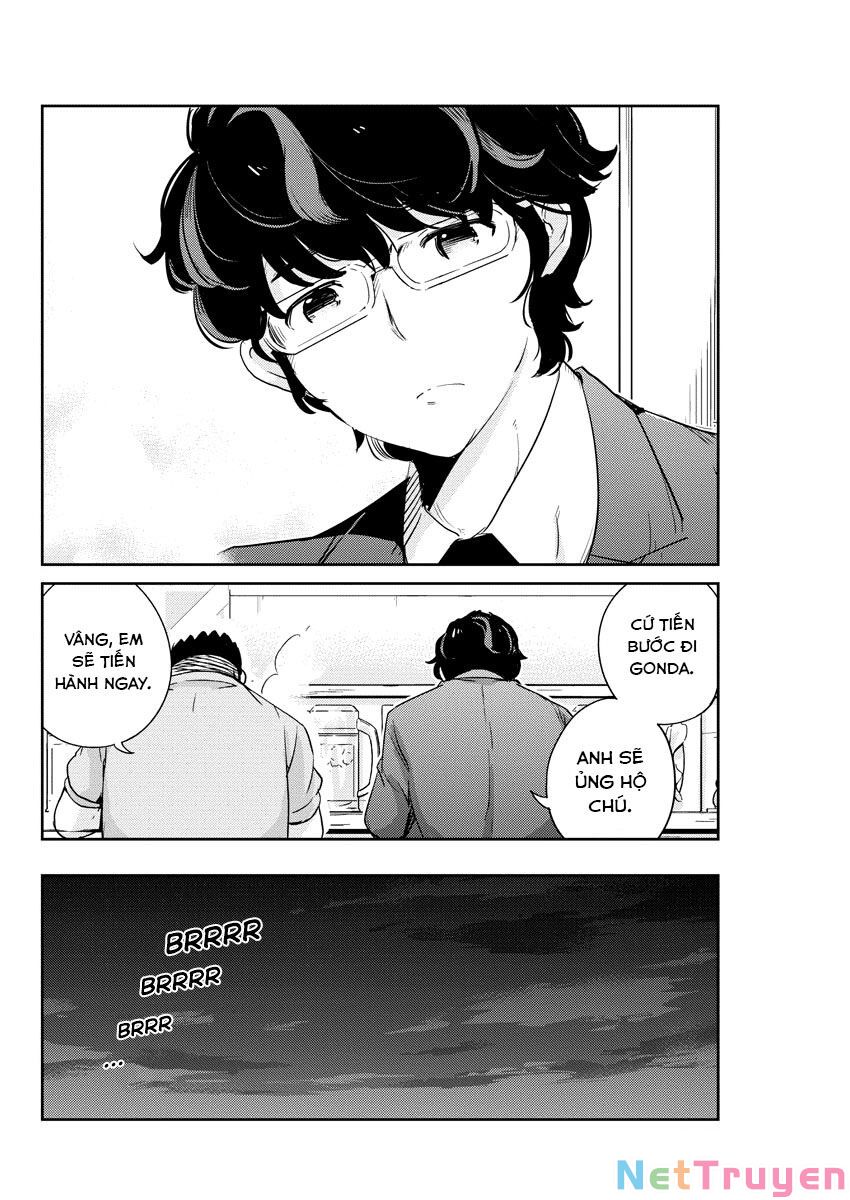 CỨ TIẾN
BƯỚC ĐI
GONDA.
ANH SẼ
ỦNG HỘ
CHÚ.
VÂNG, EM
SẼ TIẾN
HÀNH NGAY.
BRRRR
BRRRR
BRRR
...
NetTruyen